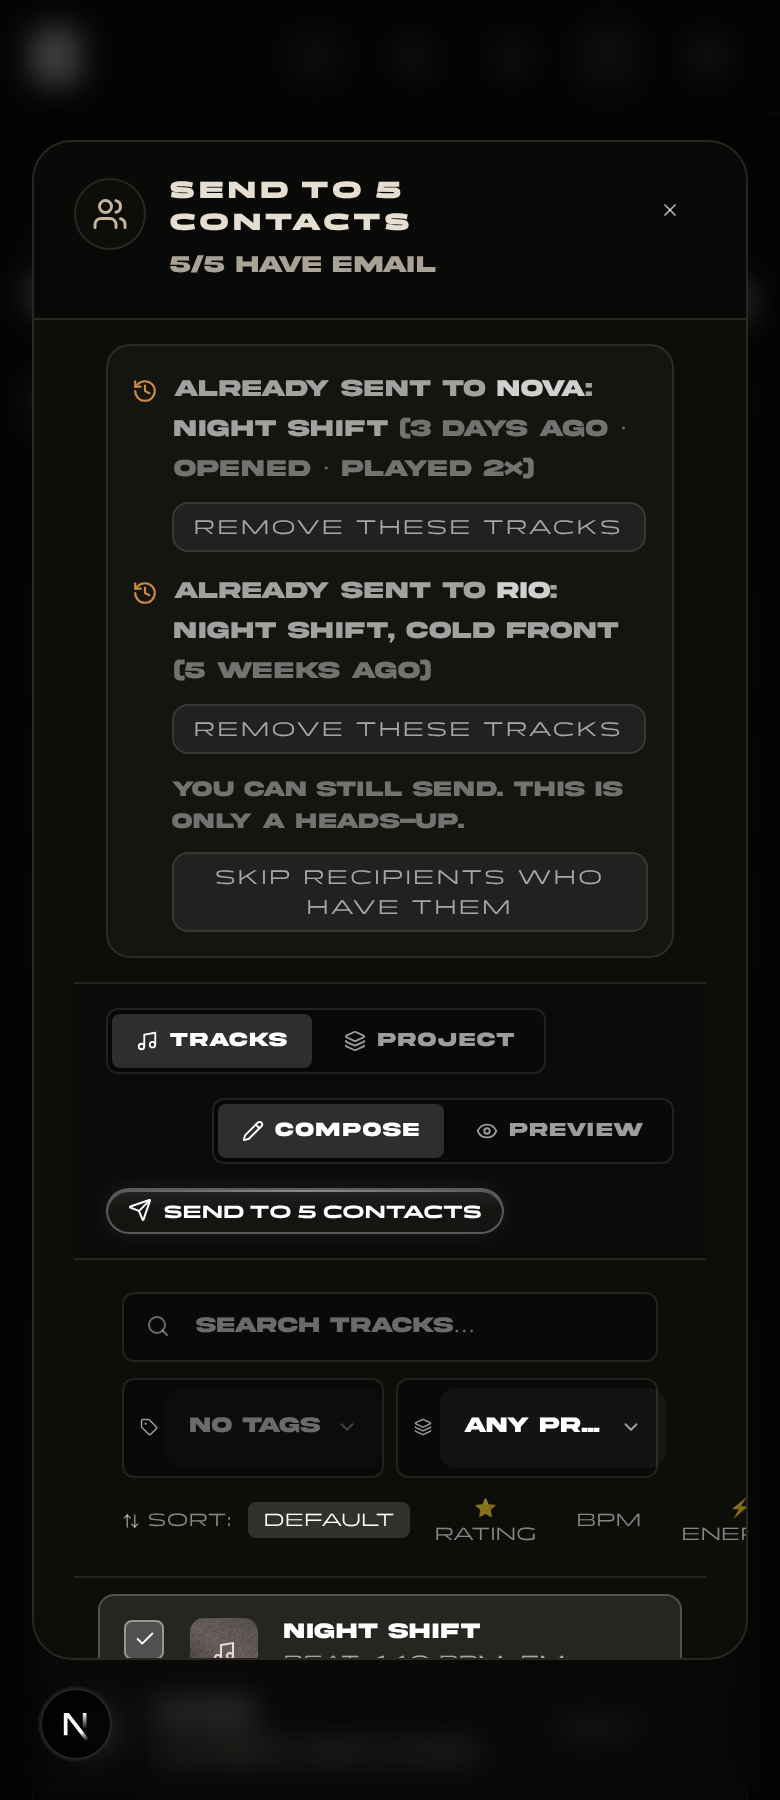 SEND TO 5
CONTACTS
5/5 HAVE EMAIL
ALREADY SENT TO NOVA:
NIGHT SHIFT (3 DAYS AGO ·
OPENED · PLAYED 2×)
REMOVE THESE TRACKS
ALREADY SENT TO RIO:
NIGHT SHIFT, COLD FRONT
(5 WEEKS AGO)
REMOVE THESE TRACKS
YOU CAN STILL SEND. THIS IS
ONLY A HEADS-UP.
SKIP RECIPIENTS WHO
HAVE THEM
TRACKS PROJECT
COMPOSE PREVIEW
SEND TO 5 CONTACTS
SEARCH TRACKS...
NO TAGS ANY PR...
SORT: DEFAULT RATING BPM
NIGHT SHIFT
N